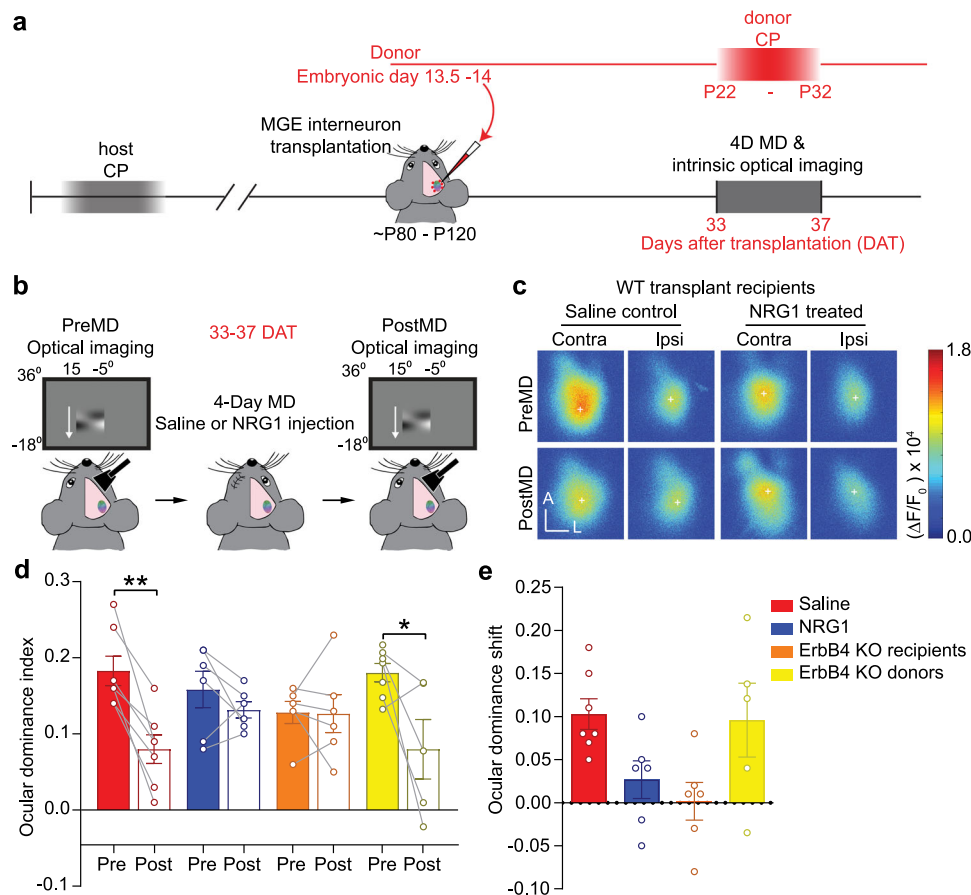 a
donor
CP
Donor
Embryonic day 13.5 -14
P22 - P32
MGE interneuron
transplantation
host
CP
4D MD &
intrinsic optical imaging
~P80 - P120
33 37
Days after transplantation (DAT)
b
PreMD
Optical imaging
33-37 DAT
PostMD
Optical imaging
15 -5º
36º
-18º
4-Day MD
Saline or NRG1 injection
15 -5º
36º
-18º
c
WT transplant recipients
Saline control NRG1 treated
Contra Ipsi Contra Ipsi
PreMD
PostMD
A
L
1.8
0.0
(ΔF/F0) x 10⁴
d
Ocular dominance index
0.3
0.2
0.1
0.0
-0.1
** *
Pre Post Pre Post Pre Post Pre Post
e
Ocular dominance shift
0.25
0.20
0.15
0.10
0.05
0.00
-0.05
-0.10
Saline
NRG1
ErbB4 KO recipients
ErbB4 KO donors